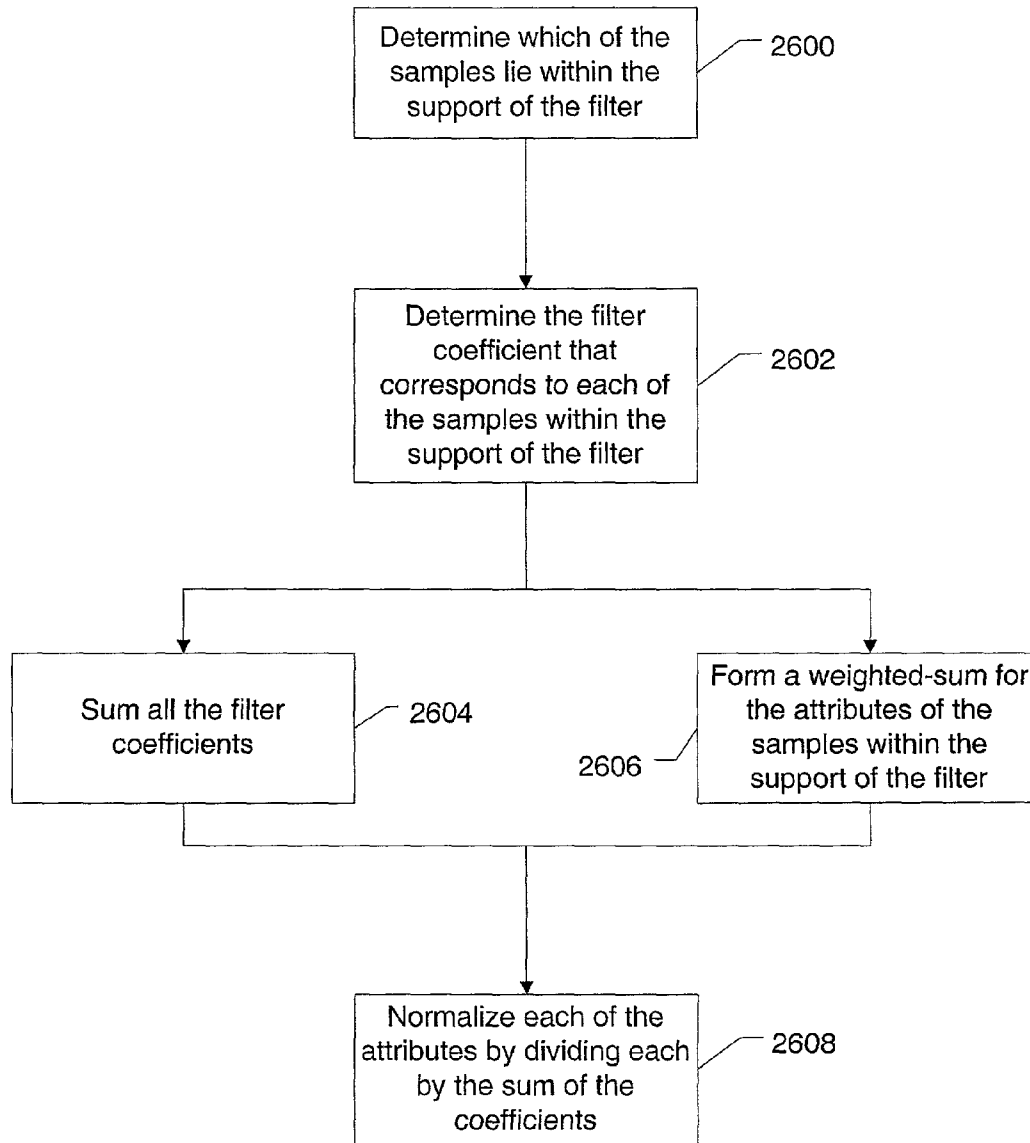 Determine which of the
samples lie within the
support of the filter
2600
Determine the filter
coefficient that
corresponds to each of
the samples within the
support of the filter
2602
Sum all the filter
coefficients
2604
Form a weighted-sum for
the attributes of the
samples within the
support of the filter
2606
Normalize each of the
attributes by dividing each
by the sum of the
coefficients
2608